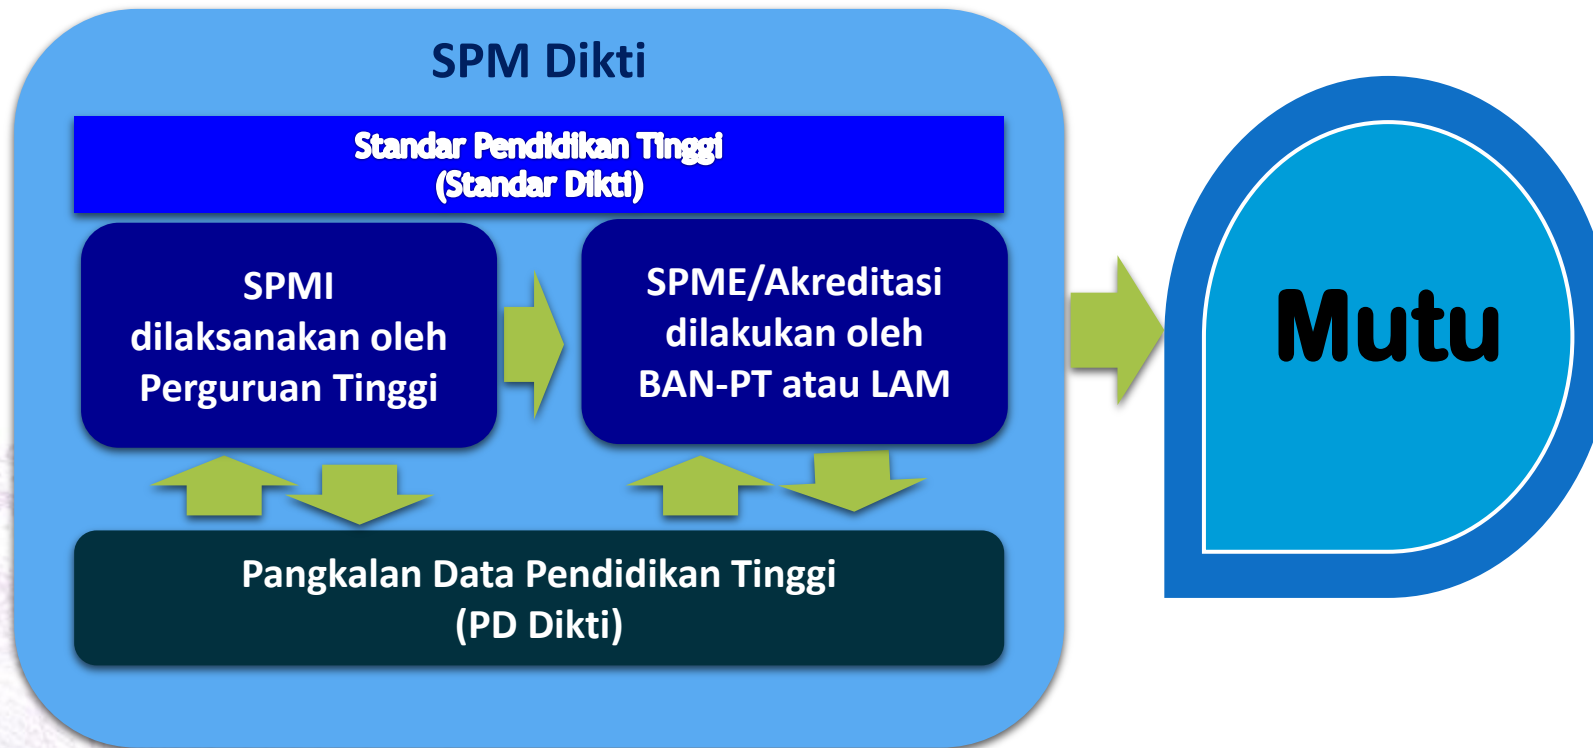 SPM Dikti
Standar Pendidikan Tinggi
(Standar Dikti)
SPMI
dilaksanakan oleh
Perguruan Tinggi
SPME/Akreditasi
dilakukan oleh
BAN-PT atau LAM
Pangkalan Data Pendidikan Tinggi
(PD Dikti)
Mutu